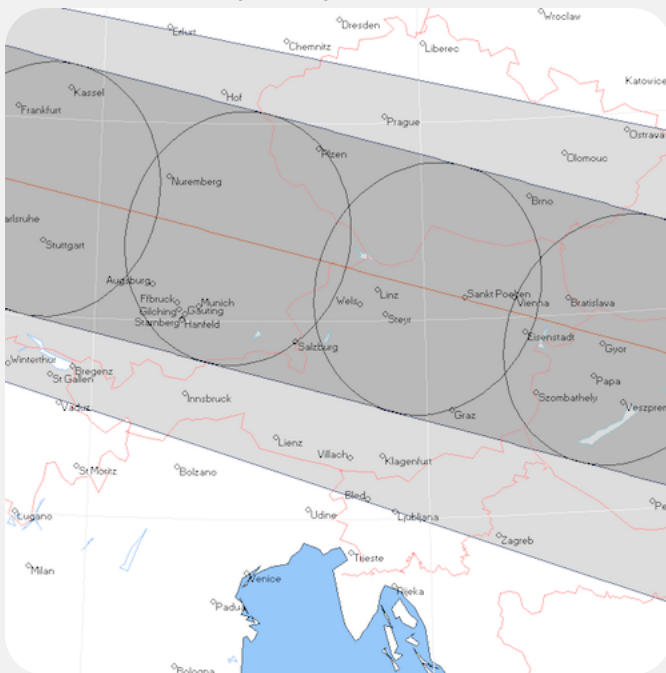 Wroclaw
Dresden
Erfurt
Chemnitz
Liberec
Katowice
Kassel
Hof
Frankfurt
Prague
Ostrava
Plzen
Olomouc
Nuremberg
Brno
arlsruhe
Stuttgart
Augsburg
Ffbruck
Munich
Gilching
Gauting
Starnberg
Hanfeld
Linz
Wels
Steyr
Sankt Poelten
Vienna
Bratislava
Salzburg
Eisenstadt
Gyor
Winterthur
Bregenz
St Gallen
Papa
Vaduz
Innsbruck
Szombathely
Veszprem
Graz
Lienz
Villach
Klagenfurt
St Moritz
Bolzano
Bled
Lugano
Udine
Ljubljana
Pe
Zagreb
Trieste
Milan
Venice
Rijeka
Padu
Bologna